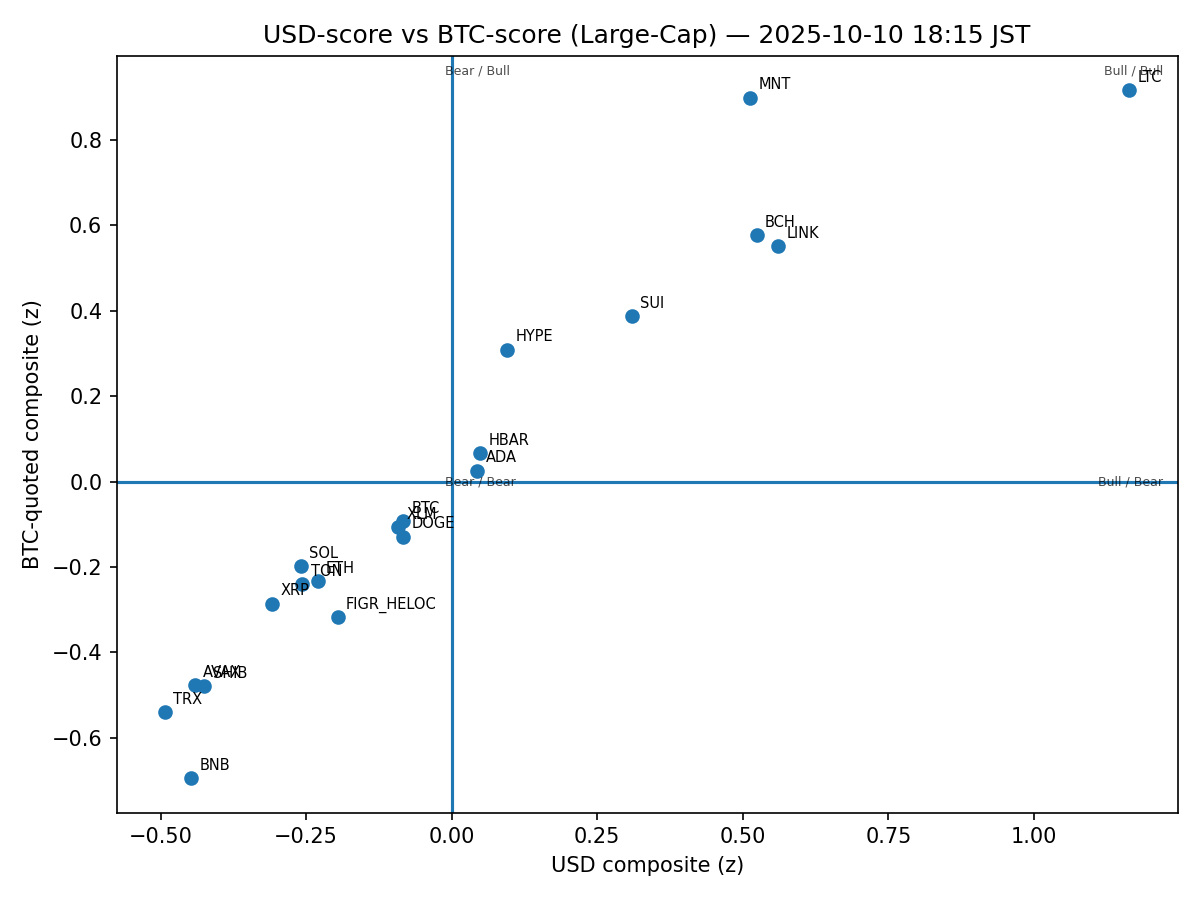 USD-score vs BTC-score (Large-Cap) — 2025-10-10 18:15 JST
Bear / Bull
Bull / Bull
LTC
MNT
0.8
BCH
LINK
0.6
SUI
0.4
HYPE
0.2
HBAR
ADA
0.0
Bear / Bear
Bull / Bear
BTC
XLM
DOGE
SOL
ETH
TON
−0.2
XRP
FIGR_HELOC
−0.4
AVAX
SHIB
TRX
−0.6
BNB
−0.50
−0.25
0.00
0.25
0.50
0.75
1.00
USD composite (z)
BTC-quoted composite (z)